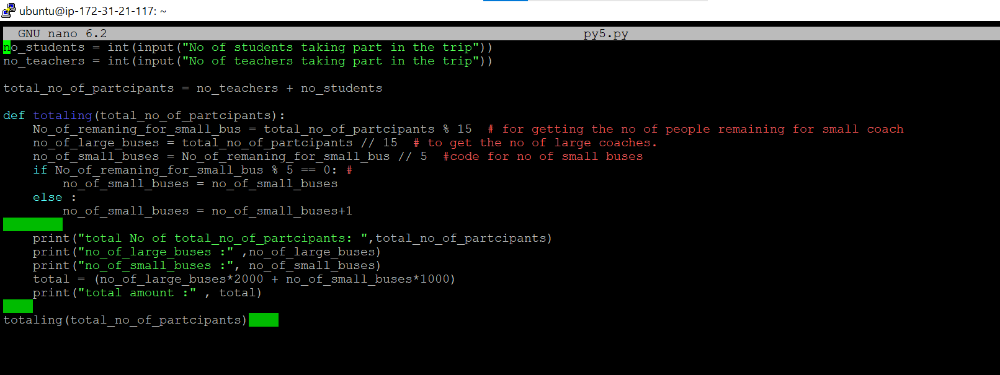 ubuntu@ip-172-31-21-117: ~
GNU nano 6.2 py5.py
no_students = int(input("No of students taking part in the trip"))
no_teachers = int(input("No of teachers taking part in the trip"))
total_no_of_partcipants = no_teachers + no_students
def totaling(total_no_of_partcipants):
    No_of_remaning_for_small_bus = total_no_of_partcipants % 15  # for getting the no of people remaining for small coach
    no_of_large_buses = total_no_of_partcipants // 15  # to get the no of large coaches.
    no_of_small_buses = No_of_remaning_for_small_bus // 5  #code for no of small buses
    if No_of_remaning_for_small_bus % 5 == 0: #
        no_of_small_buses = no_of_small_buses
    else :
        no_of_small_buses = no_of_small_buses+1
    print("total No of total_no_of_partcipants: ",total_no_of_partcipants)
    print("no_of_large_buses :" ,no_of_large_buses)
    print("no_of_small_buses :", no_of_small_buses)
    total = (no_of_large_buses*2000 + no_of_small_buses*1000)
    print("total amount :" , total)
totaling(total_no_of_partcipants)